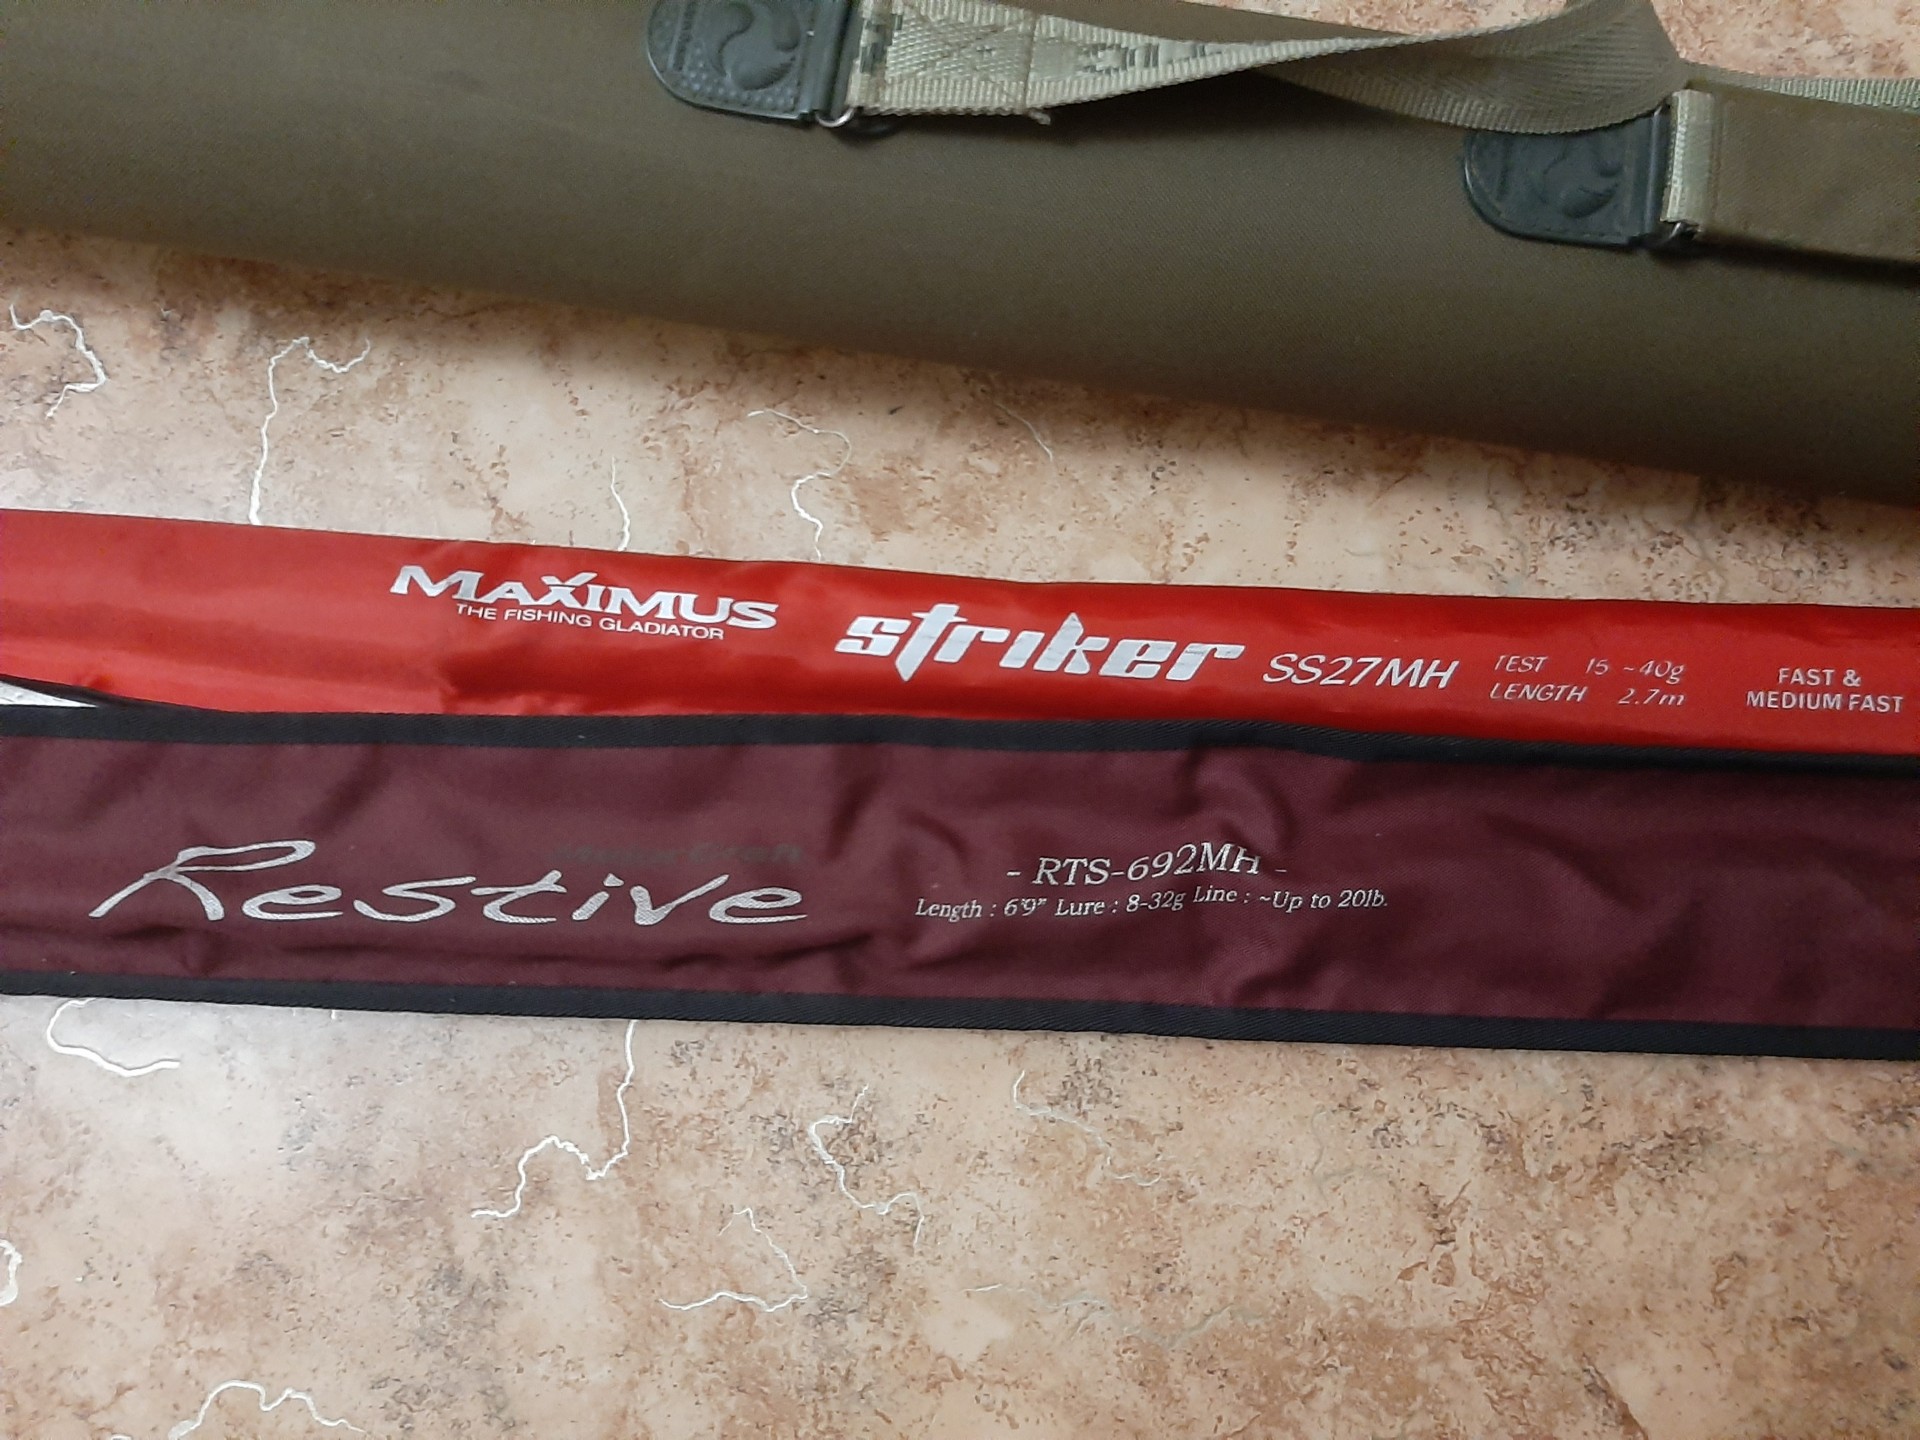 MAXIMUS
THE FISHING GLADIATOR
striker SS27MH
TEST 15 ~40g
LENGTH 2.7m
FAST &
MEDIUM FAST
Restive
- RTS-692MH -
Length : 6'9" Lure : 8-32g Line : ~Up to 20lb.